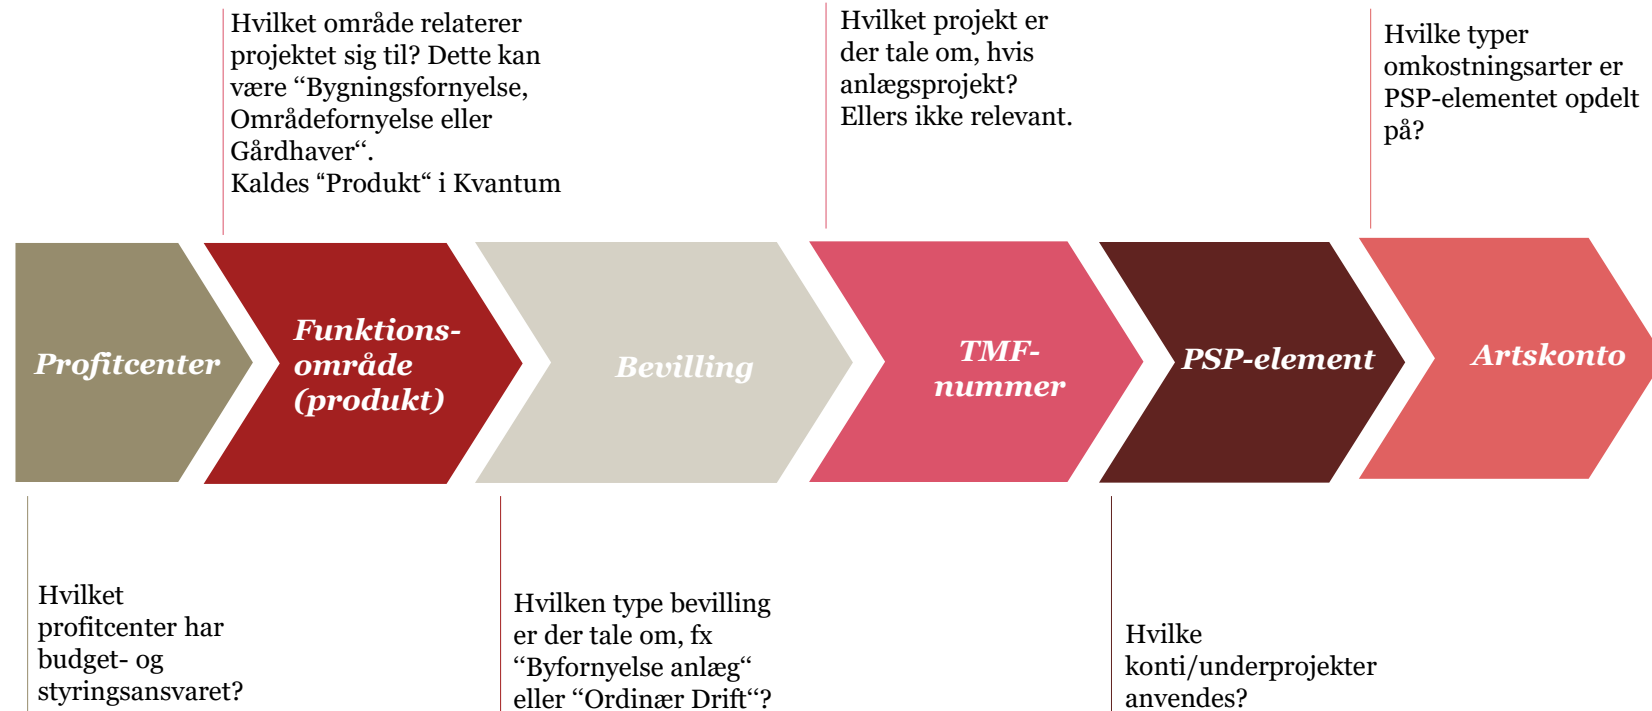 Hvilket område relaterer
projektet sig til? Dette kan
være “Bygningsfornyelse,
Områdefornyelse eller
Gårdhaver“.
Kaldes “Produkt“ i Kvantum
Hvilket projekt er
der tale om, hvis
anlægsprojekt?
Ellers ikke relevant.
Hvilke typer
omkostningsarter er
PSP-elementet opdelt
på?
Profitcenter
Funktions-
område
(produkt)
Bevilling
TMF-
nummer
PSP-element
Artskonto
Hvilket
profitcenter har
budget- og
styringsansvaret?
Hvilken type bevilling
er der tale om, fx
“Byfornyelse anlæg“
eller “Ordinær Drift“?
Hvilke
konti/underprojekter
anvendes?